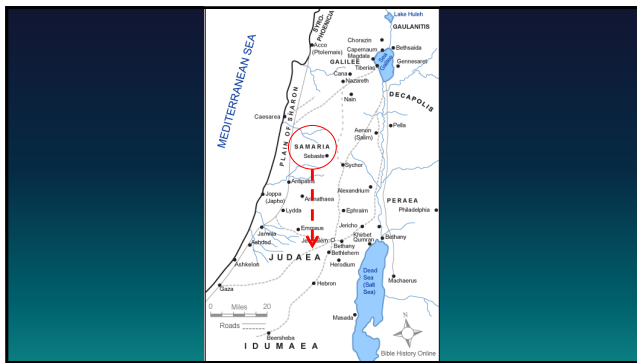 Lake Huleh
SYRO-
PHOENICIA
GAULANITIS
Chorazin
Acco
(Ptolemais)
Capernaum
Bethsaida
Magdala
GALILEE
Sea of Galilee
Gennesaret
Tiberias
Cana
Nazareth
MEDITERRANEAN SEA
Nain
DECAPOLIS
Caesarea
PLAIN OF SHARON
Pella
Aenon
(Salim)
SAMARIA
Sebaste
Sychor
Antipatris
Alexandrium
Joppa
(Japho)
Arimathaea
PERAEA
Lydda
Ephraim
Philadelphia
Emmaus
Jericho
Jamnia
Khirbet
Qumran
Ashdod
Jerusalem
Bethany
Bethany
Bethlehem
JUDAEA
Herodium
Ashkelon
Dead
Sea
(Salt
Sea)
Machaerus
Gaza
Hebron
0 Miles 20
Roads
Masada
Beersheba
IDUMAEA
Bible History Online